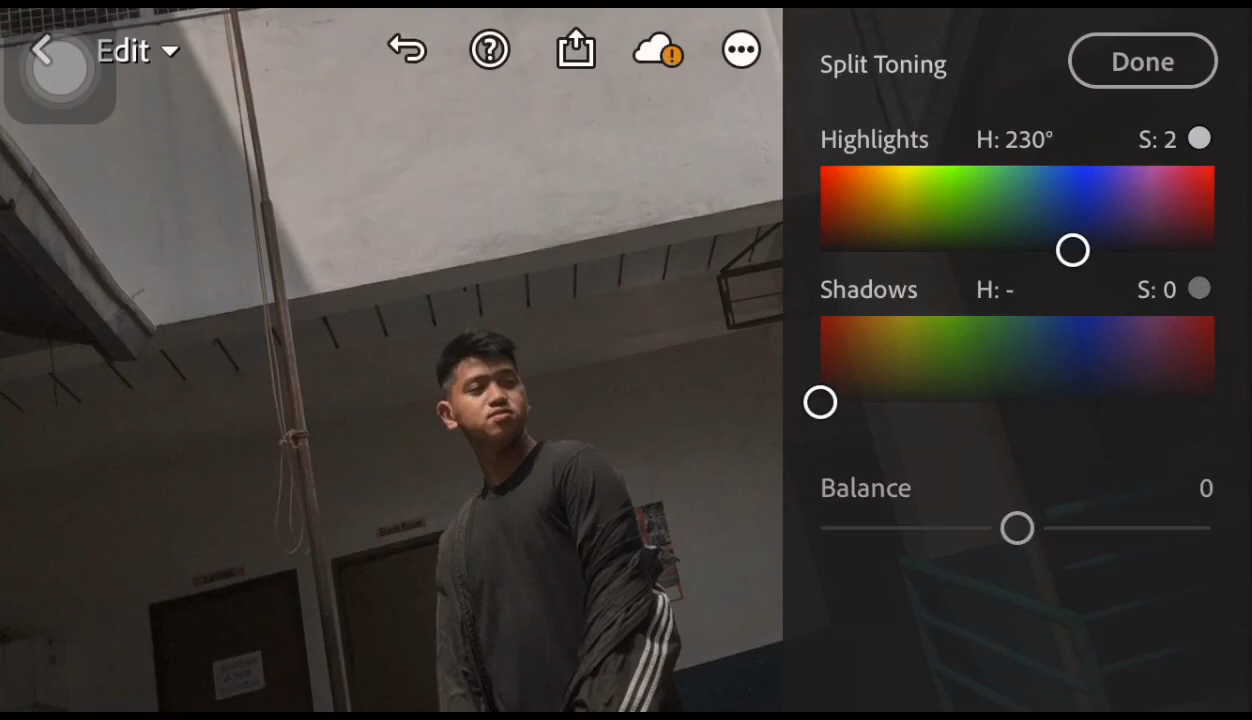 Edit
Split Toning
Done
Highlights H: 230° S: 2
Shadows H: - S: 0
Balance 0